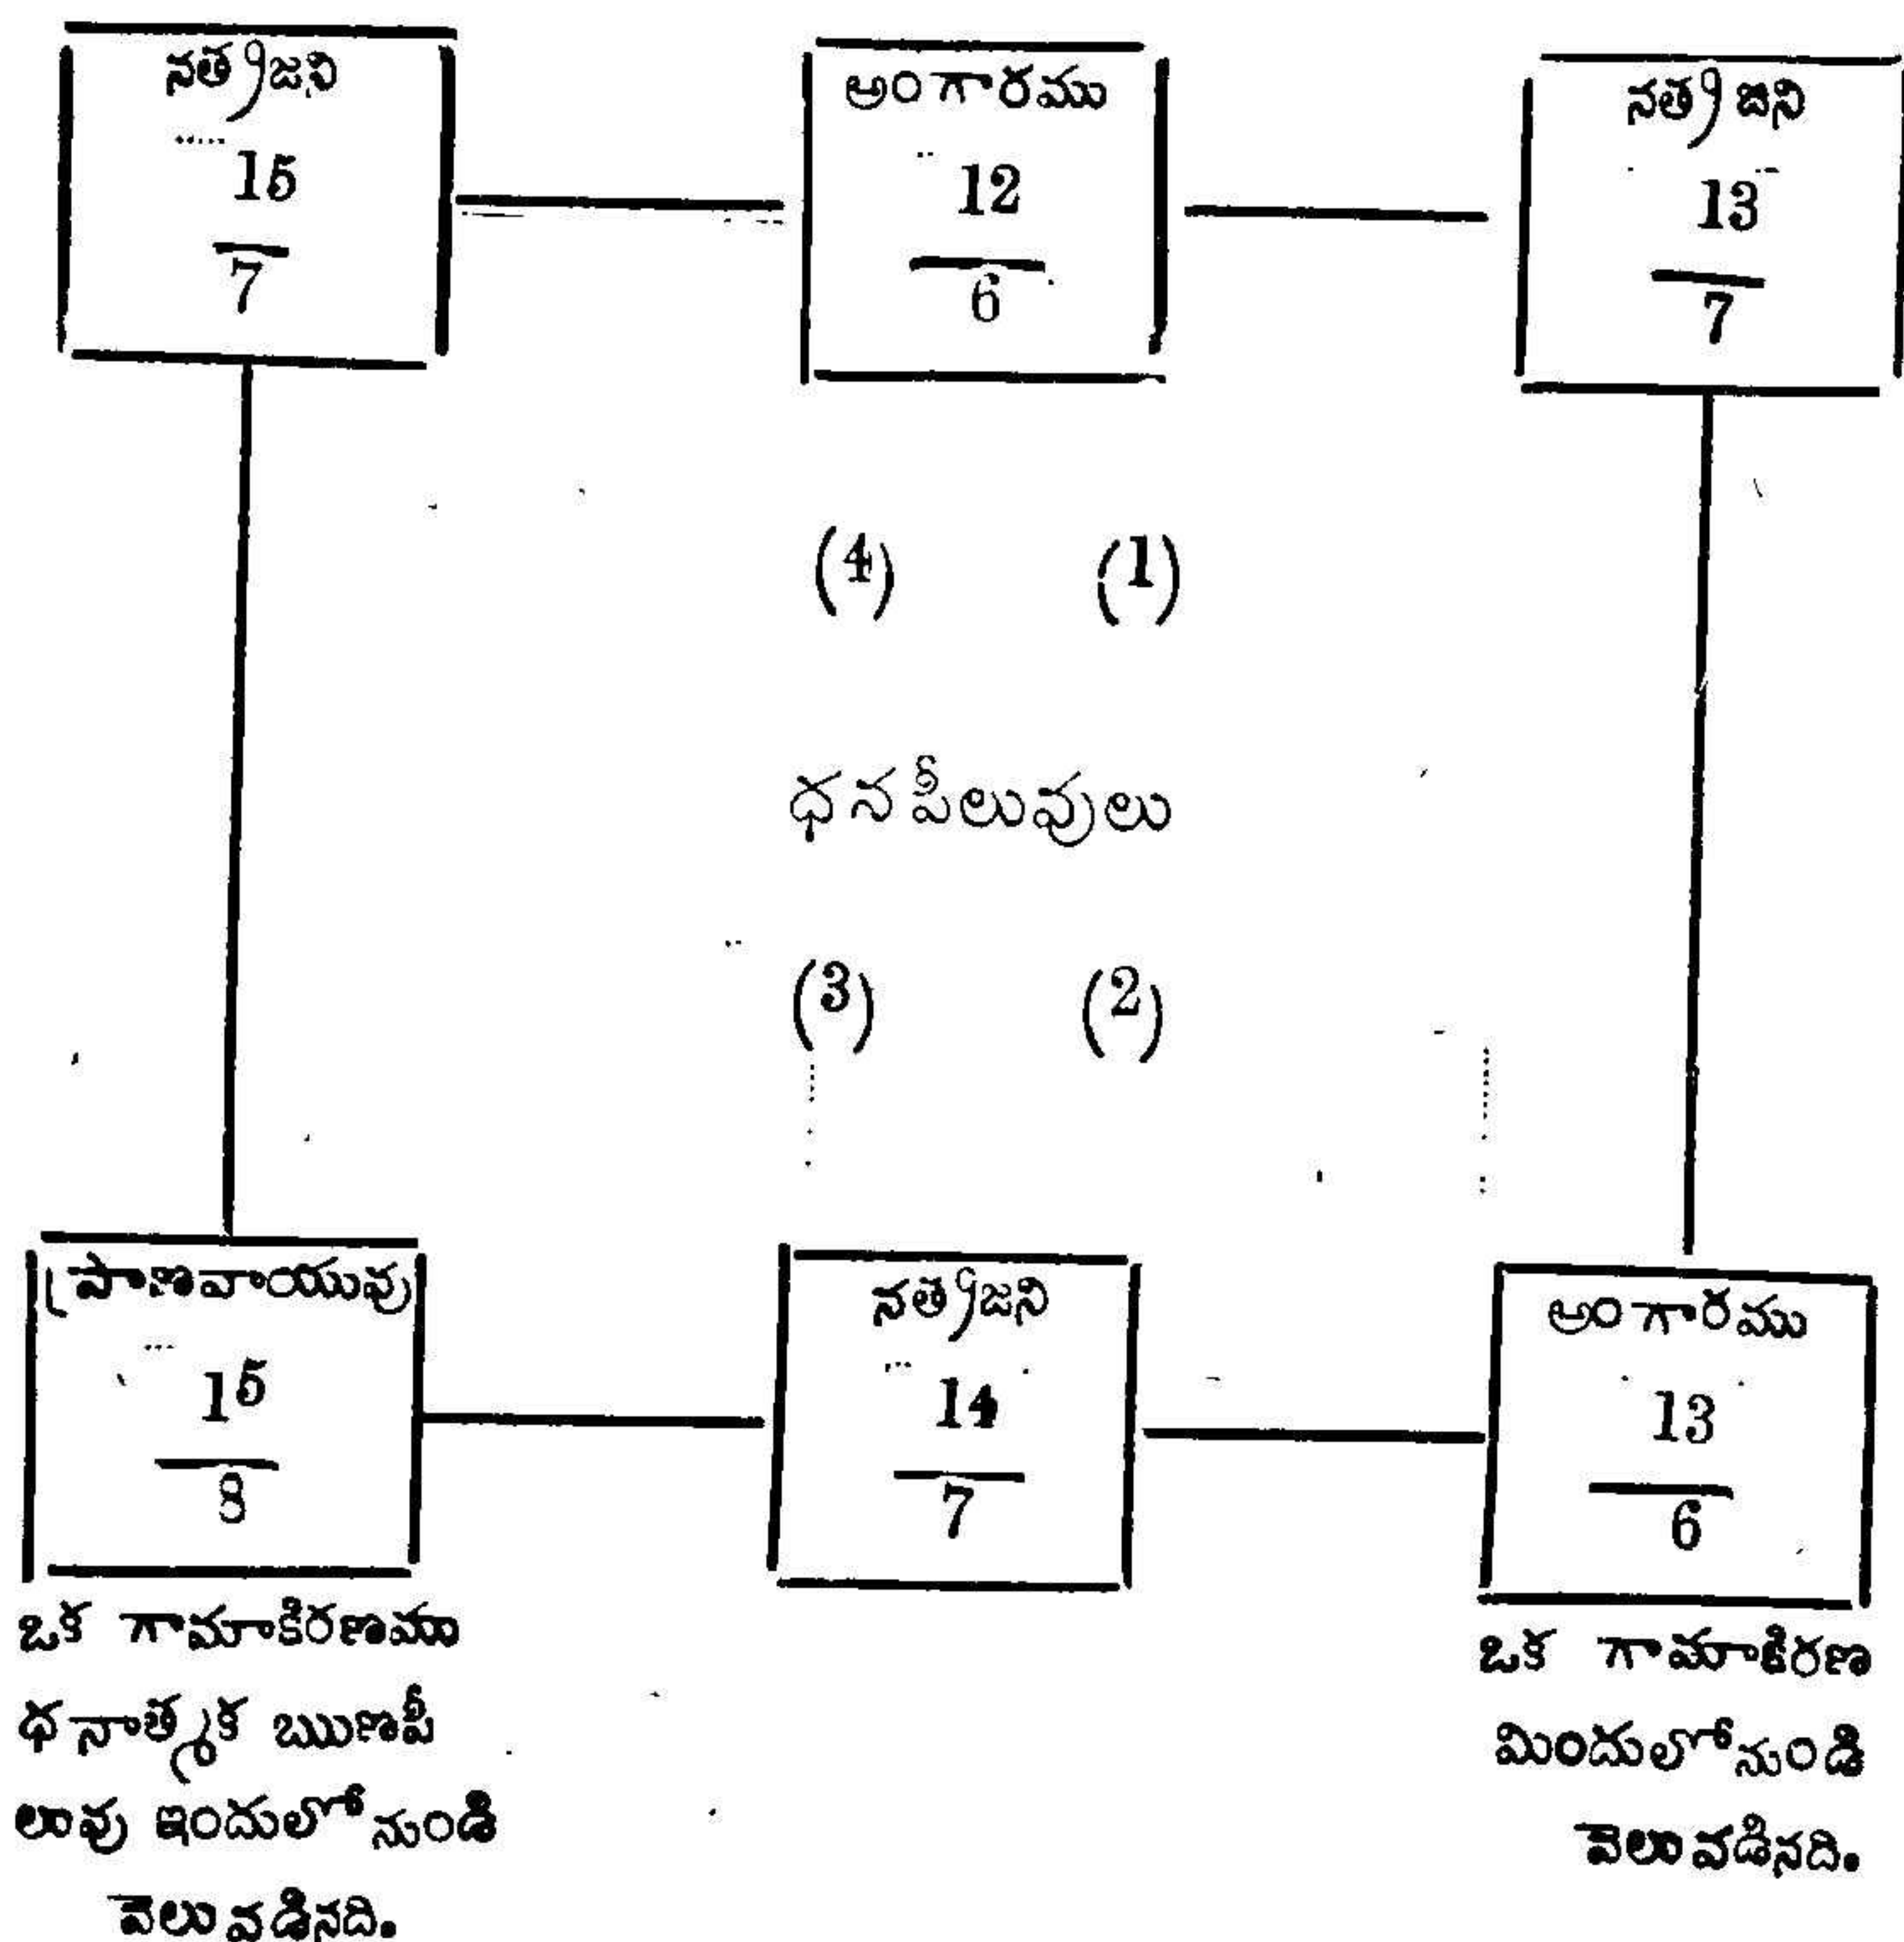 నత్రజని
15
7
అంగారము
12
6
నత్రజని
13
7
(4) (1)
ధనపీలువులు
(3) (2)
ప్రాణవాయువు
15
8
నత్రజని
14
7
అంగారము
13
6
ఒక గామాకిరణము
ధనాత్మక ఋణపీ
లువు ఇందులోనుండి
వెలువడినది.
ఒక గామాకిరణ
మిందులోనుండి
వెలువడినది.